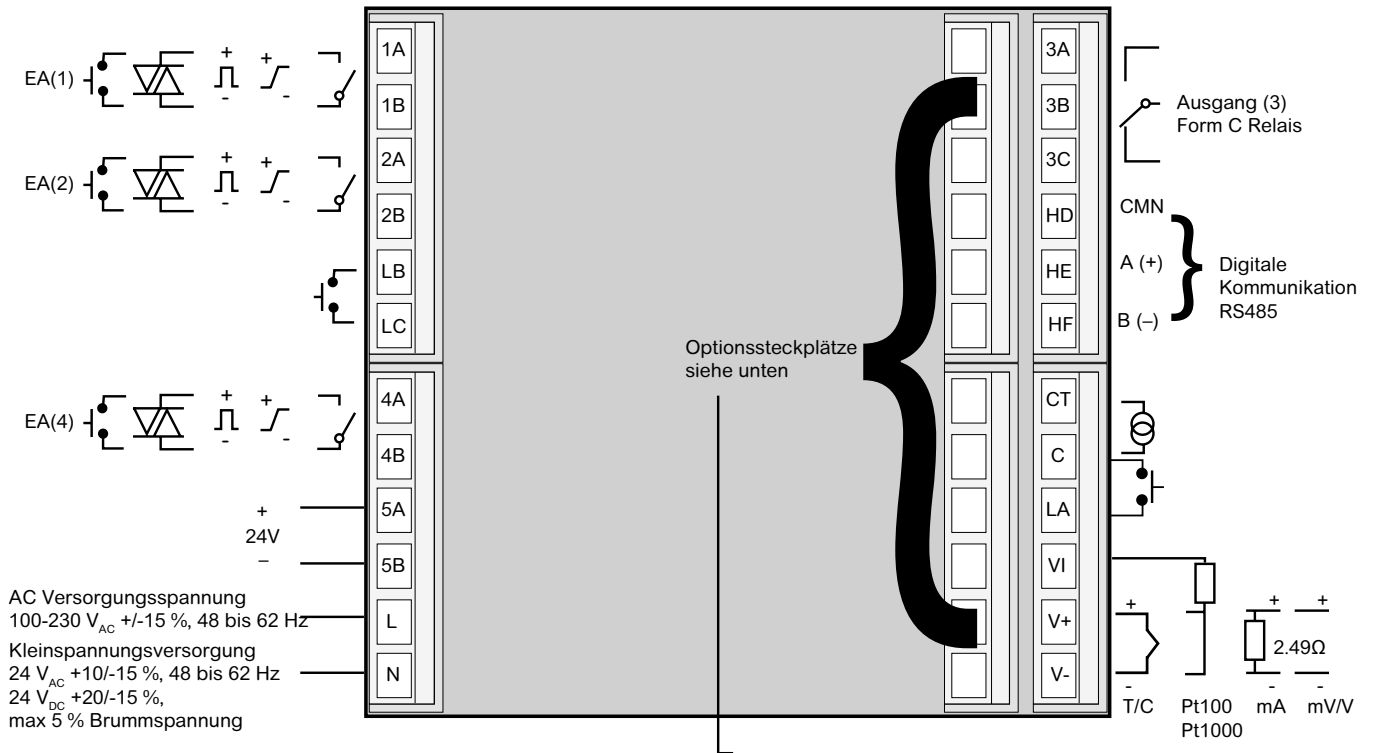 EA(1)
+
-
+
-
1A
1B
EA(2)
+
-
+
-
2A
2B
LB
LC
EA(4)
+
-
+
-
4A
4B
+
24V
–
5A
5B
AC Versorgungsspannung
100-230 VAC +/-15 %, 48 bis 62 Hz
Kleinspannungsversorgung
24 VAC +10/-15 %, 48 bis 62 Hz
24 VDC +20/-15 %,
max 5 % Brummspannung
L
N
Optionssteckplätze
siehe unten
3A
3B
3C
HD
HE
HF
Ausgang (3)
Form C Relais
CMN
A (+)
B (–)
Digitale
Kommunikation
RS485
CT
C
LA
VI
V+
V-
+
-
T/C
Pt100
Pt1000
+
2.49Ω
-
mA
+
-
mV/V